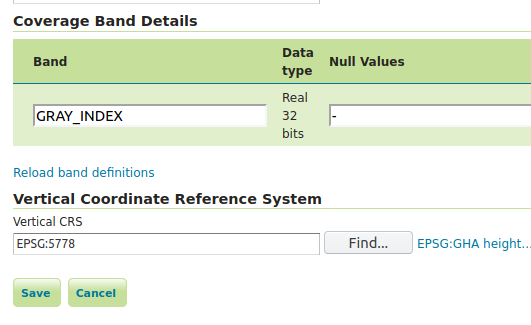 Coverage Band Details
Band
Data type
Null Values
GRAY_INDEX
Real 32 bits
-
Reload band definitions
Vertical Coordinate Reference System
Vertical CRS
EPSG:5778
Find...
EPSG:GHA height...
Save
Cancel